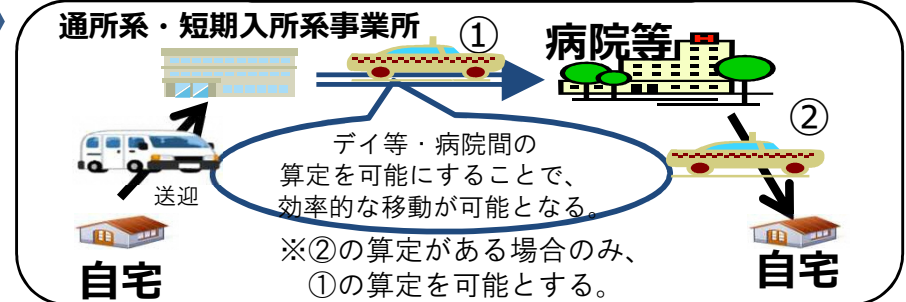 通所系・短期入所系事業所
①
病院等
H
②
デイ等・病院間の
算定を可能にすることで、
効率的な移動が可能となる。
送迎
※②の算定がある場合のみ、
①の算定を可能とする。
自宅
自宅